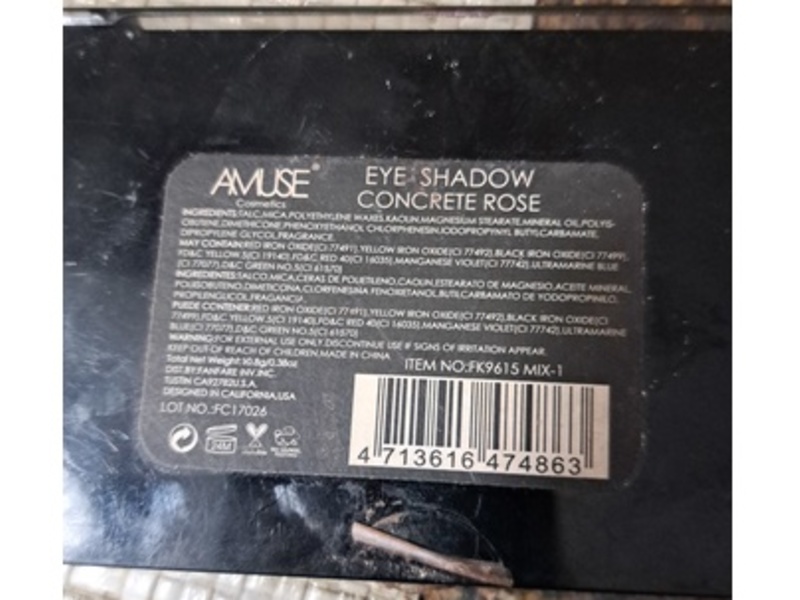 AMUSE®
Cosmetics
EYE SHADOW
CONCRETE ROSE
INGREDIENTS:TALC,MICA,POLYETHYLENE WAXES,KAOLIN,MAGNESIUM STEARATE,MINERAL OIL,POLYIS-
OBUTENE,DIMETHICONE,PHENOXYETHANOL CHLORPHENESIN,IODOPROPYNYL BUTYLCARBAMATE,
DIPROPYLENE GLYCOL,FRAGRANCE.
MAY CONTAIN:RED IRON OXIDE(CI 77491),YELLOW IRON OXIDE(CI 77492),BLACK IRON OXIDE(CI 77499),
FD&C YELLOW 5(CI 19140),FD&C RED 40(CI 16035),MANGANESE VIOLET(CI 77742),ULTRAMARINE BLUE
(CI 77077),D&C GREEN NO.5(CI 61570)
INGREDIENTES:TALCO,MICA,CERAS DE POLIETILENO,CAOLIN,ESTEARATO DE MAGNESIO,ACEITE MINERAL,
POLIISOBUTENO,DIMETICONA,CLORFENESINA FENOXIETANOL,BUTILCARBAMATO DE YODOPROPINILO,
PROPILENGLICOL,FRAGANCIA.
PUEDE CONTENER:RED IRON OXIDE(CI 77491),YELLOW IRON OXIDE(CI 77492),BLACK IRON OXIDE(CI
77499),FD&C YELLOW,5(CI 19140),FD&C RED 40(CI 16035),MANGANESE VIOLET(CI 77742),ULTRAMARINE
BLUE(CI 77077),D&C GREEN NO.5(CI 61570)
WARNING:FOR EXTERNAL USE ONLY.DISCONTINUE USE IF SIGNS OF IRRITATION APPEAR.
KEEP OUT OF REACH OF CHILDREN.MADE IN CHINA
Total Net Weight:10.8g/0.38oz
DIST.BY:FANFARE INV.INC.
TUSTIN CA92782U.S.A.
DESIGNED IN CALIFORNIA,USA
LOT NO.:FC17026
ITEM NO:FK9615 MIX-1
24M
4 713616 474863